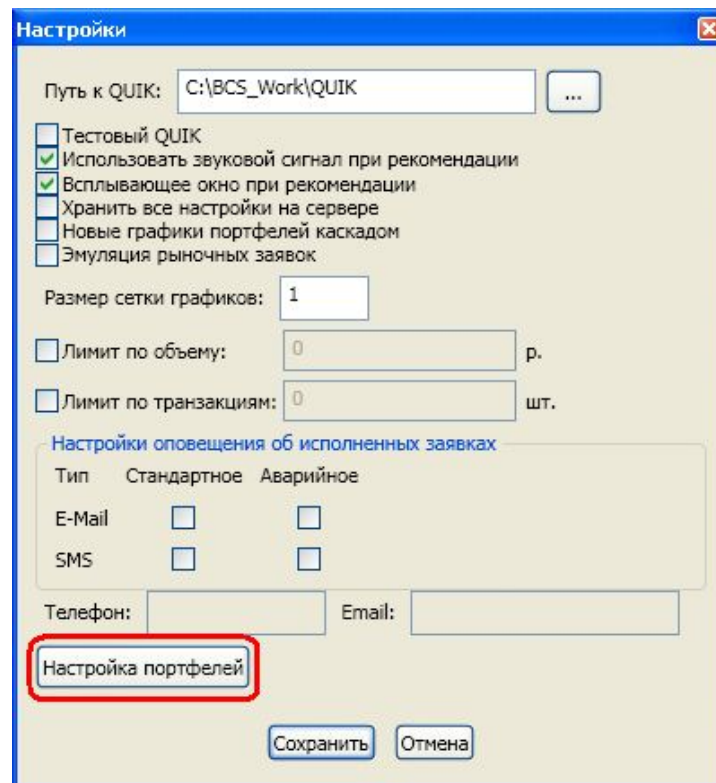 Настройки
Путь к QUIK: C:\BCS_Work\QUIK ...
Тестовый QUIK
Использовать звуковой сигнал при рекомендации
Всплывающее окно при рекомендации
Хранить все настройки на сервере
Новые графики портфелей каскадом
Эмуляция рыночных заявок
Размер сетки графиков: 1
Лимит по объему: 0 р.
Лимит по транзакциям: 0 шт.
Настройки оповещения об исполненных заявках
Тип Стандартное Аварийное
E-Mail
SMS
Телефон: Email:
Настройка портфелей
Сохранить Отмена